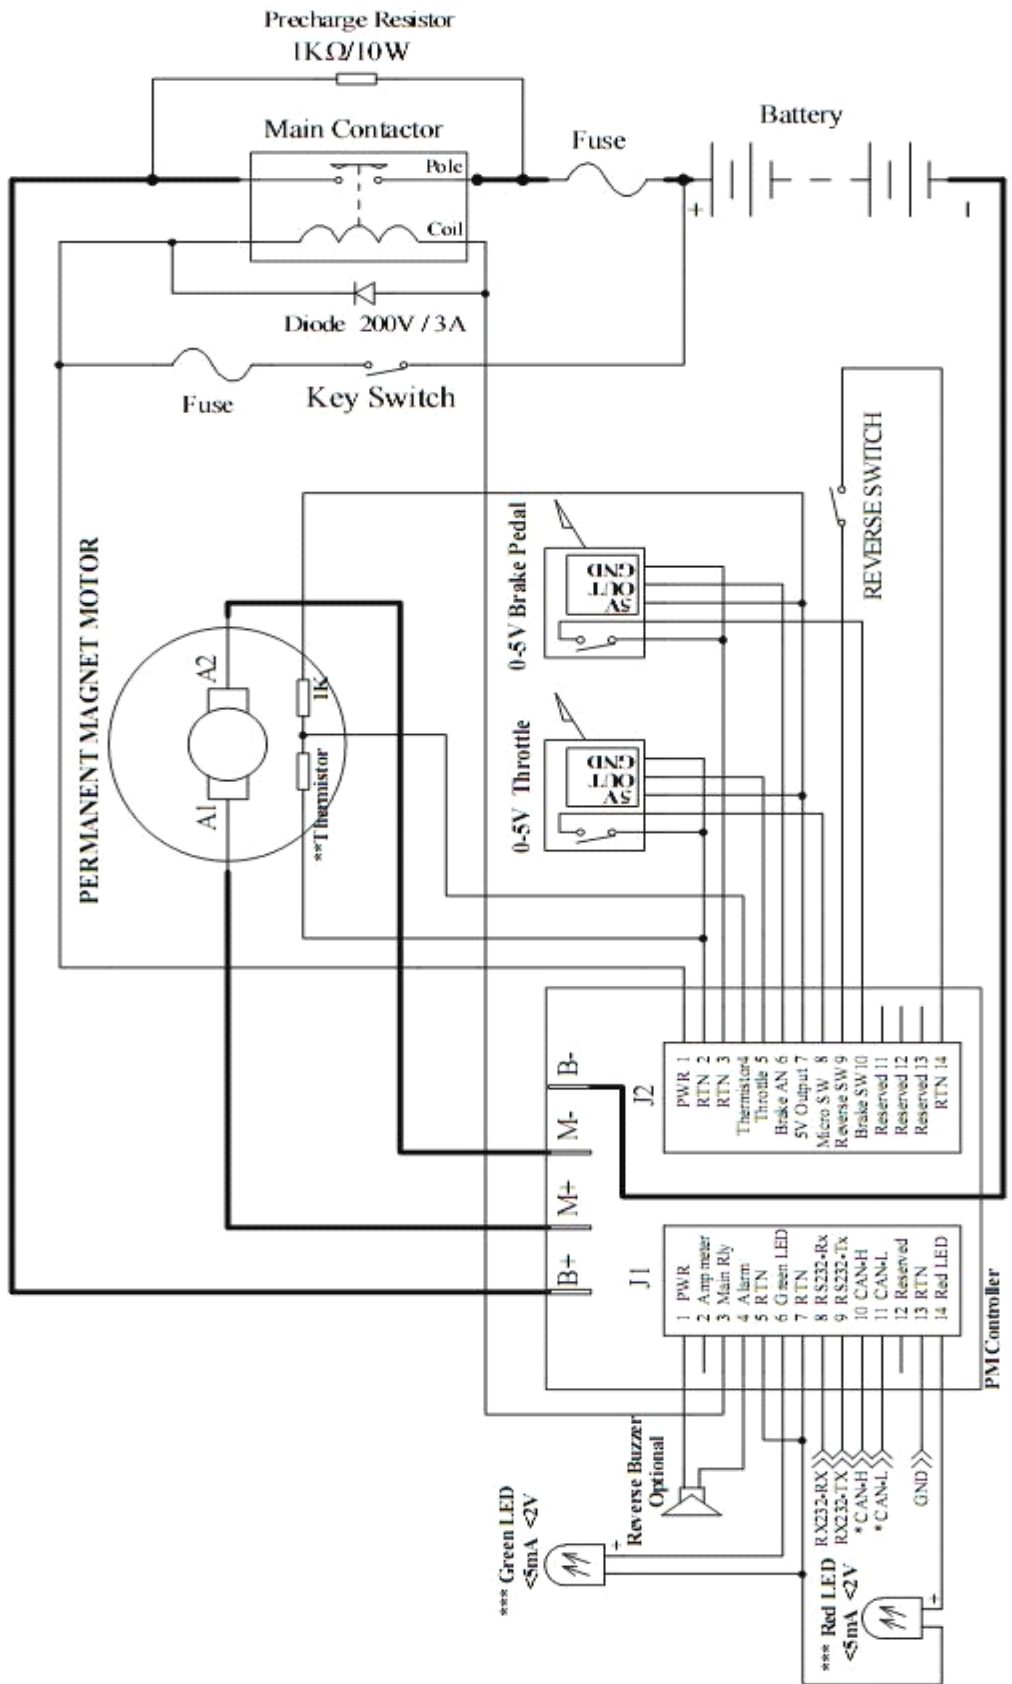 Precharge Resistor
1KΩ/10W
Main Contactor
Pole
Coil
Fuse
Battery
+
-
Diode 200V / 3A
Fuse
Key Switch
REVERSE SWITCH
PERMANENT MAGNET MOTOR
A2
A1
1K
**Thermistor
0-5V Brake Pedal
GND
OUT
5V
0-5V Throttle
GND
OUT
5V
B-
M-
M+
B+
J2
PWR 1
RTN 2
RTN 3
Thermistor4
Throttle 5
Brake AN 6
5V Output 7
Micro SW 8
Reverse SW9
Brake SW10
Reserved 11
Reserved 12
Reserved 13
RTN 14
J1
1 PWR
2 Amp meter
3 Main Rly
4 Alarm
5 RTN
6 Green LED
7 RTN
8 RS232-Rx
9 RS232-Tx
10 CAN-H
11 CAN-L
12 Reserved
13 RTN
14 Red LED
PM Controller
Reverse Buzzer
Optional
*** Green LED
<5mA <2V
+
RX232-RX
RX232-TX
*CAN-H
*CAN-L
GND
*** Red LED
<5mA <2V
+